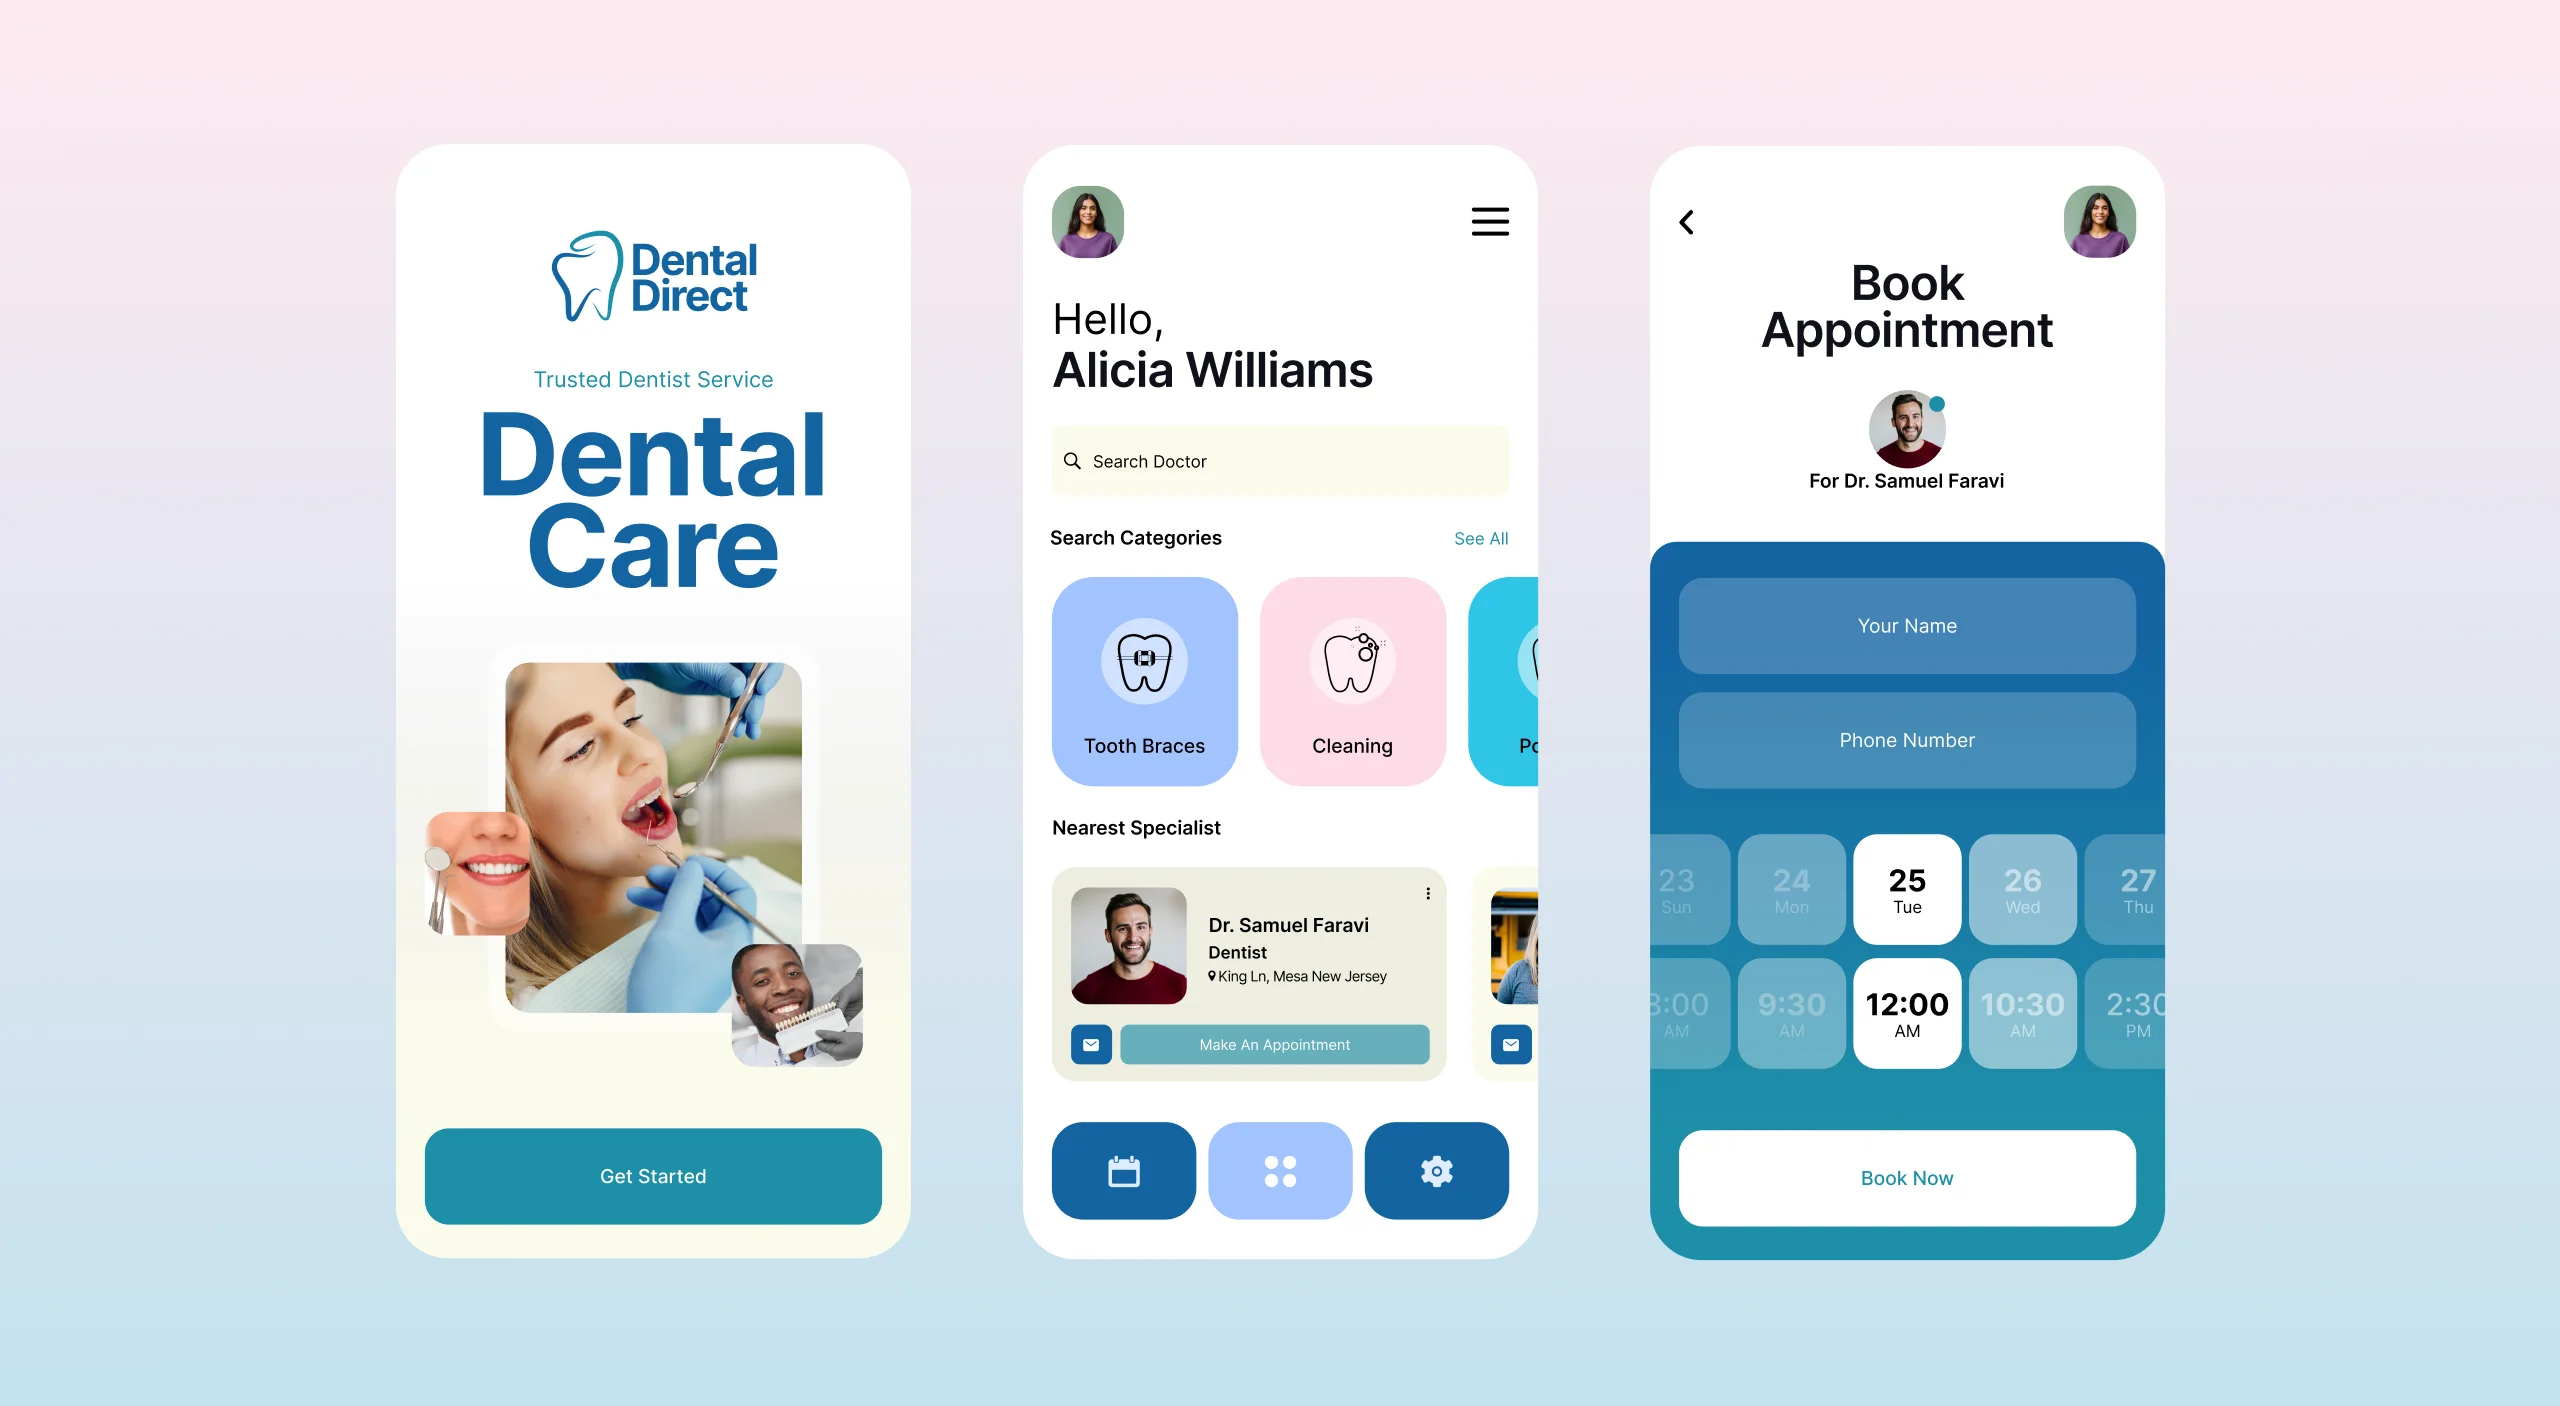 Dental
Direct
Trusted Dentist Service
Dental
Care
Get Started
Hello,
Alicia Williams
Search Doctor
Search Categories
See All
Tooth Braces
Cleaning
Nearest Specialist
Dr. Samuel Faravi
Dentist
King Ln, Mesa New Jersey
Make An Appointment
Book
Appointment
For Dr. Samuel Faravi
Your Name
Phone Number
23 24 25 26 27
Sun Mon Tue Wed Thu
9:30 12:00 10:30 2:30
AM AM AM AM PM
Book Now